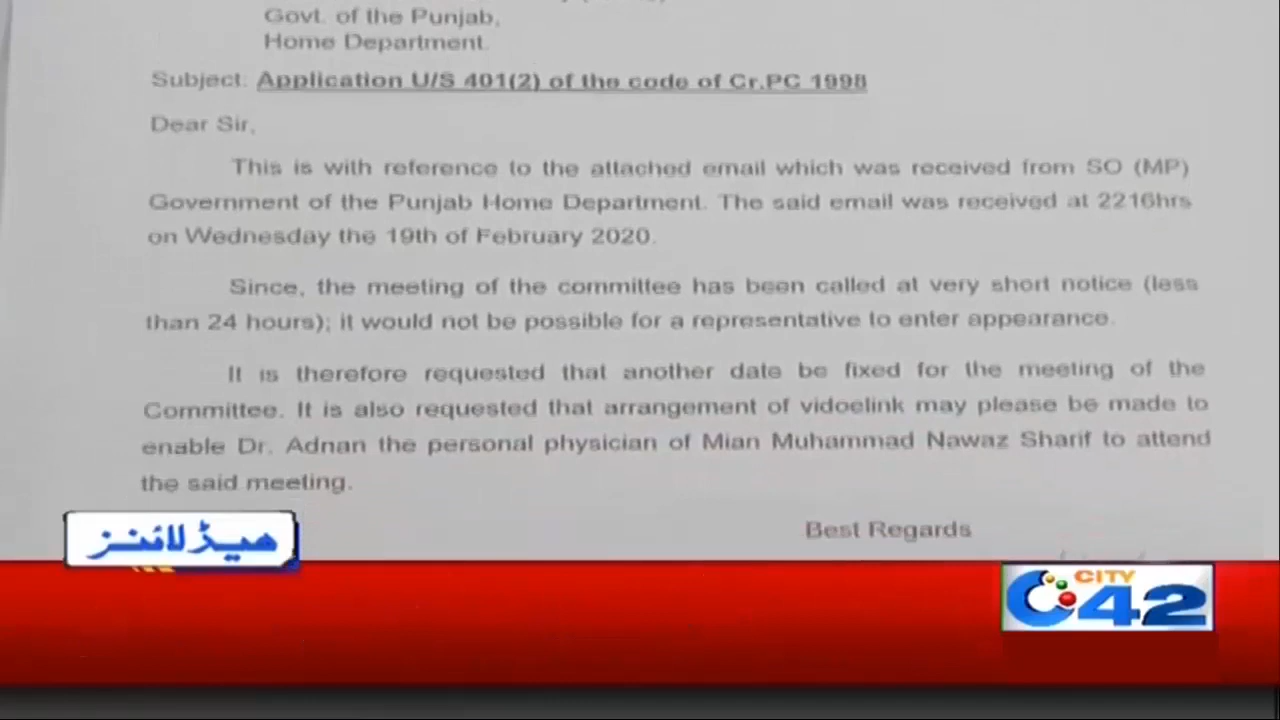 Govt. of the Punjab,
Home Department.
Subject: Application U/S 401(2) of the code of Cr.PC 1998
Dear Sir,
This is with reference to the attached email which was received from SO (MP)
Government of the Punjab Home Department. The said email was received at 2216hrs
on Wednesday the 19th of February 2020.
Since, the meeting of the committee has been called at very short notice (less
than 24 hours); it would not be possible for a representative to enter appearance.
It is therefore requested that another date be fixed for the meeting of the
Committee. It is also requested that arrangement of vidoelink may please be made to
enable Dr. Adnan the personal physician of Mian Muhammad Nawaz Sharif to attend
the said meeting.
Best Regards
ہیڈلائنز
CITY
42